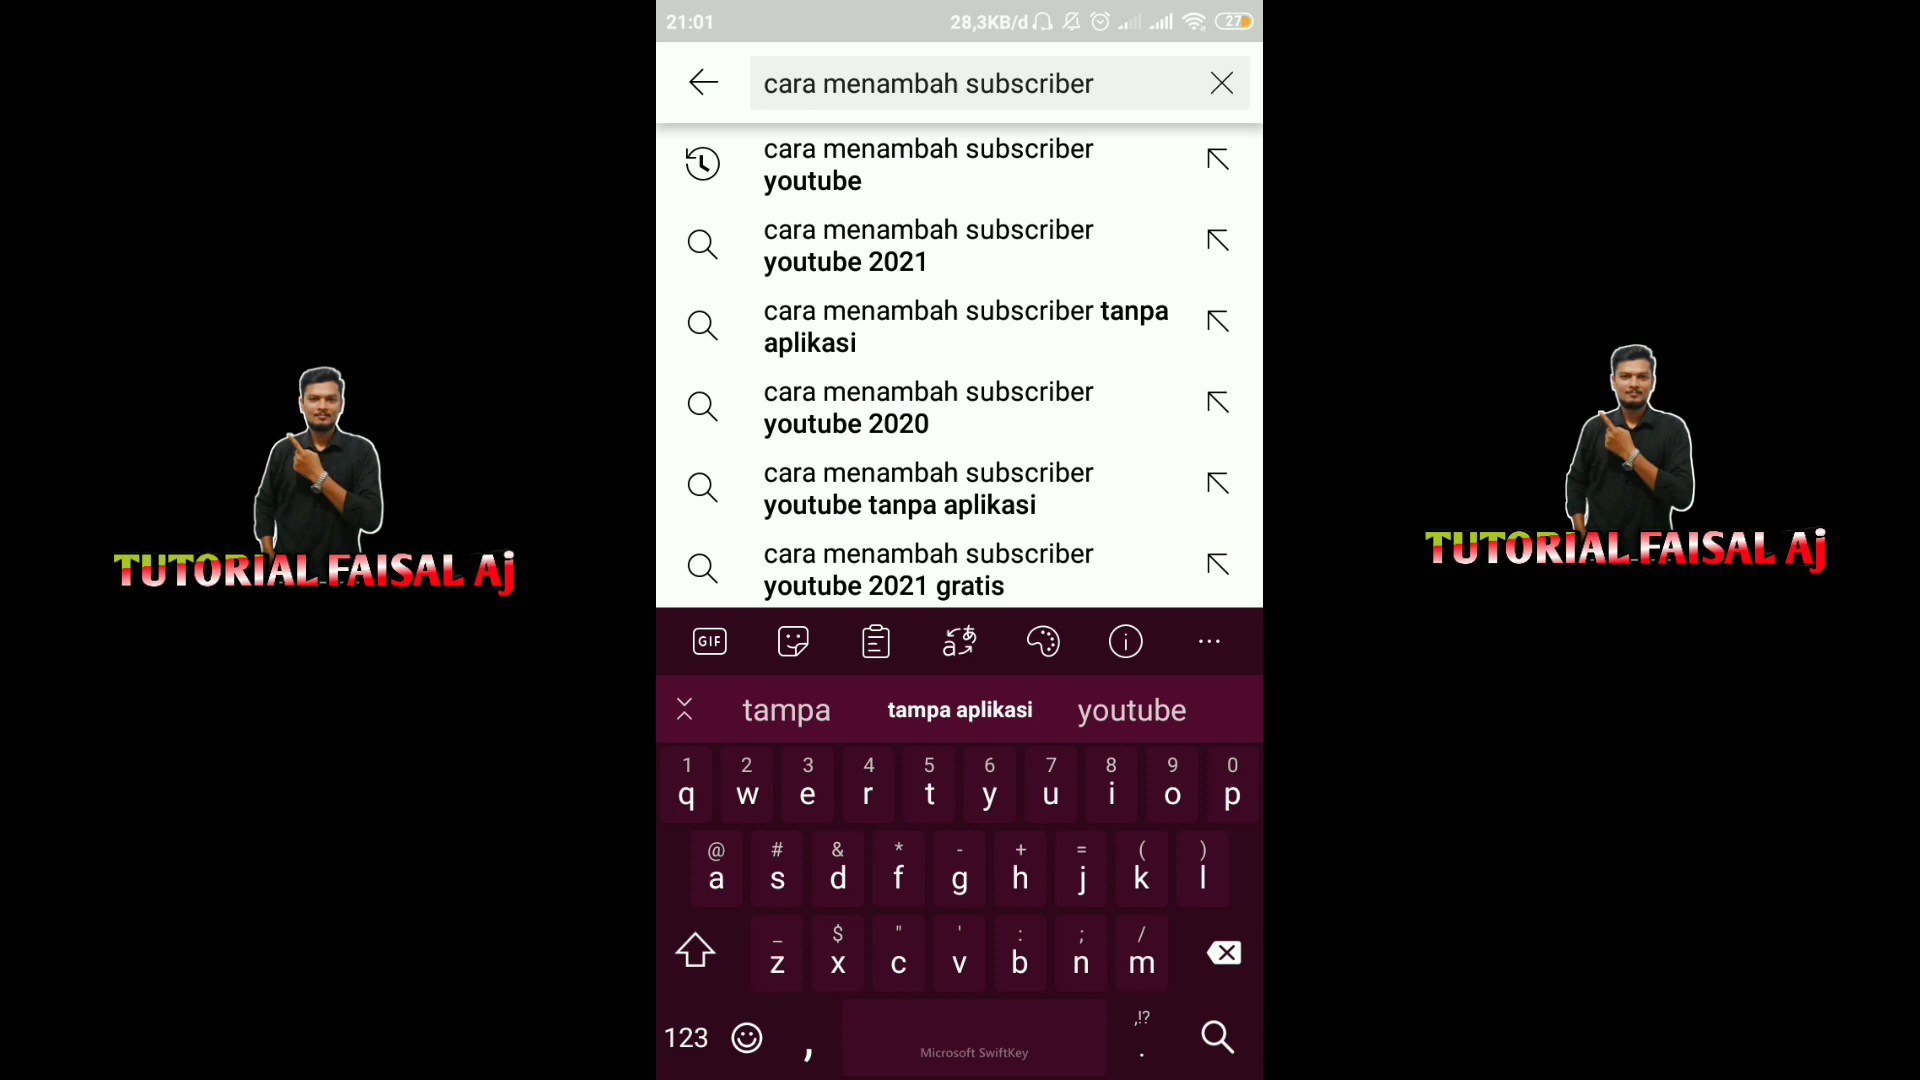 21:01 28,3KB/d 27
cara menambah subscriber
cara menambah subscriber
youtube
cara menambah subscriber
youtube 2021
cara menambah subscriber tanpa
aplikasi
cara menambah subscriber
youtube 2020
cara menambah subscriber
youtube tanpa aplikasi
cara menambah subscriber
youtube 2021 gratis
TUTORIAL FAISAL Aj
TUTORIAL FAISAL Aj
GIF
a あ
i
tampa tampa aplikasi youtube
1 2 3 4 5 6 7 8 9 0
q w e r t y u i o p
@ # & * - + = ( )
a s d f g h j k l
_ $ " ' : ; /
z x c v b n m
,!?
123 , .
Microsoft SwiftKey